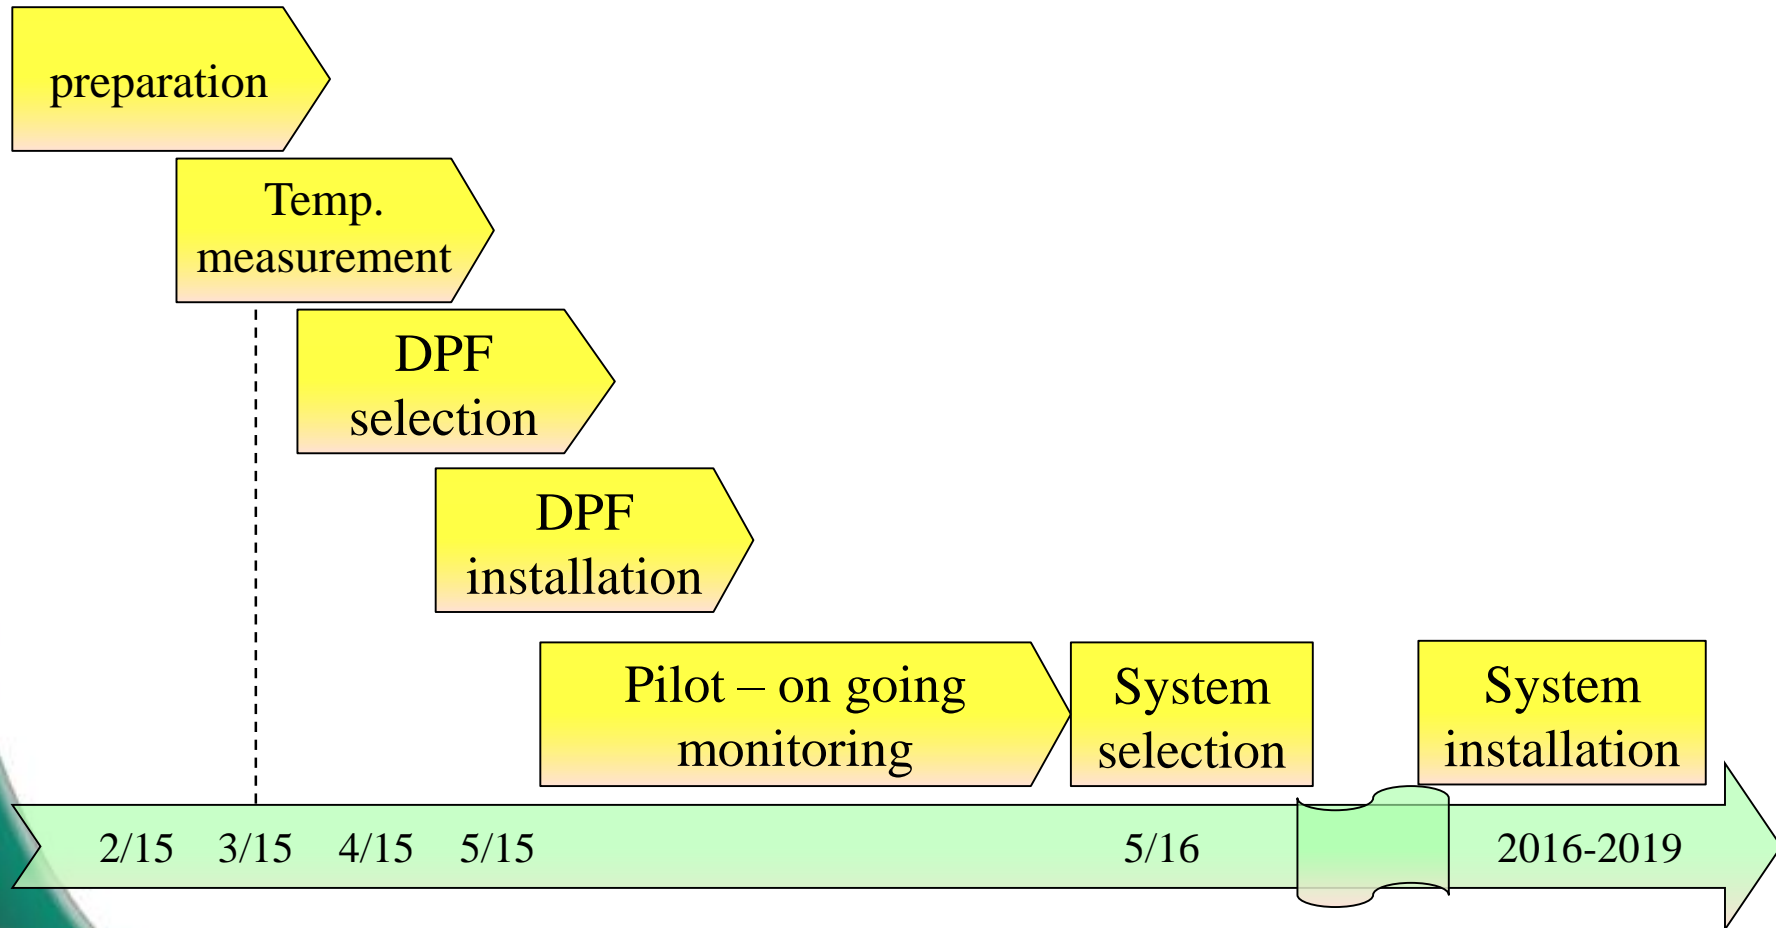 preparation
Temp.
measurement
DPF
selection
DPF
installation
Pilot – on going
monitoring
System
selection
System
installation
2/15 3/15 4/15 5/15 5/16 2016-2019